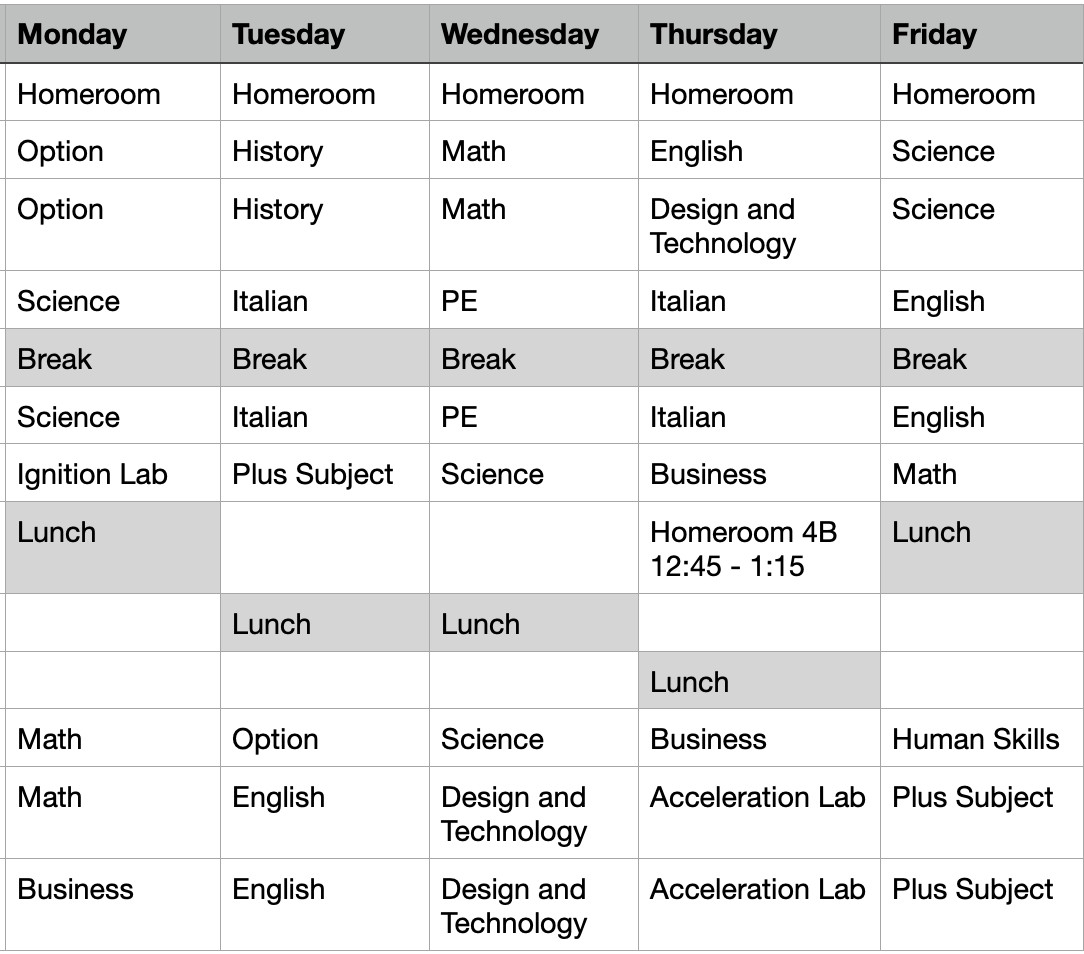 Monday Tuesday Wednesday Thursday Friday
Homeroom Homeroom Homeroom Homeroom Homeroom
Option History Math English Science
Option History Math Design and Technology Science
Science Italian PE Italian English
Break Break Break Break Break
Science Italian PE Italian English
Ignition Lab Plus Subject Science Business Math
Lunch Homeroom 4B 12:45 - 1:15 Lunch
Lunch Lunch
Lunch
Math Option Science Business Human Skills
Math English Design and Technology Acceleration Lab Plus Subject
Business English Design and Technology Acceleration Lab Plus Subject